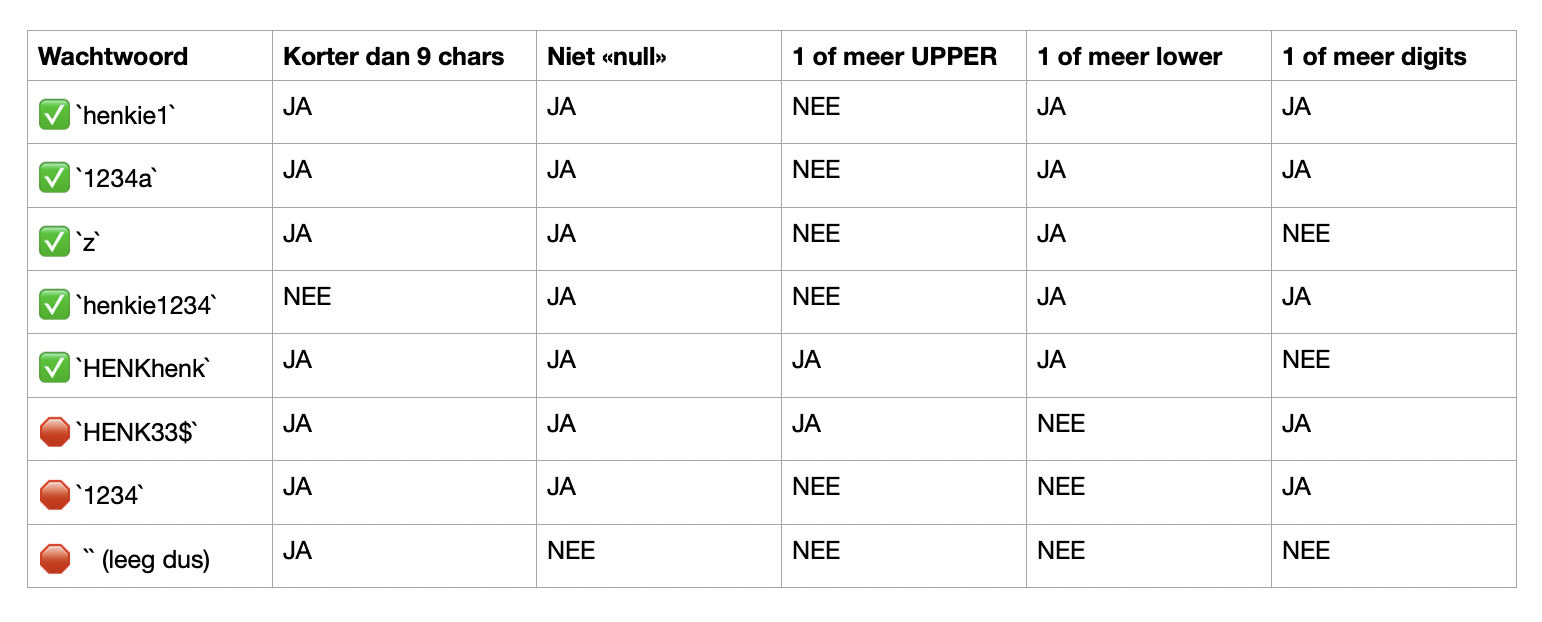 Wachtwoord Korter dan 9 chars Niet «null» 1 of meer UPPER 1 of meer lower 1 of meer digits
✅ `henkie1` JA JA NEE JA JA
✅ `1234a` JA JA NEE JA JA
✅ `z` JA JA NEE JA NEE
✅ `henkie1234` NEE JA NEE JA JA
✅ `HENKhenk` JA JA JA JA NEE
🛑 `HENK33$` JA JA JA NEE JA
🛑 `1234` JA JA NEE NEE JA
🛑 `` (leeg dus) JA NEE NEE NEE NEE